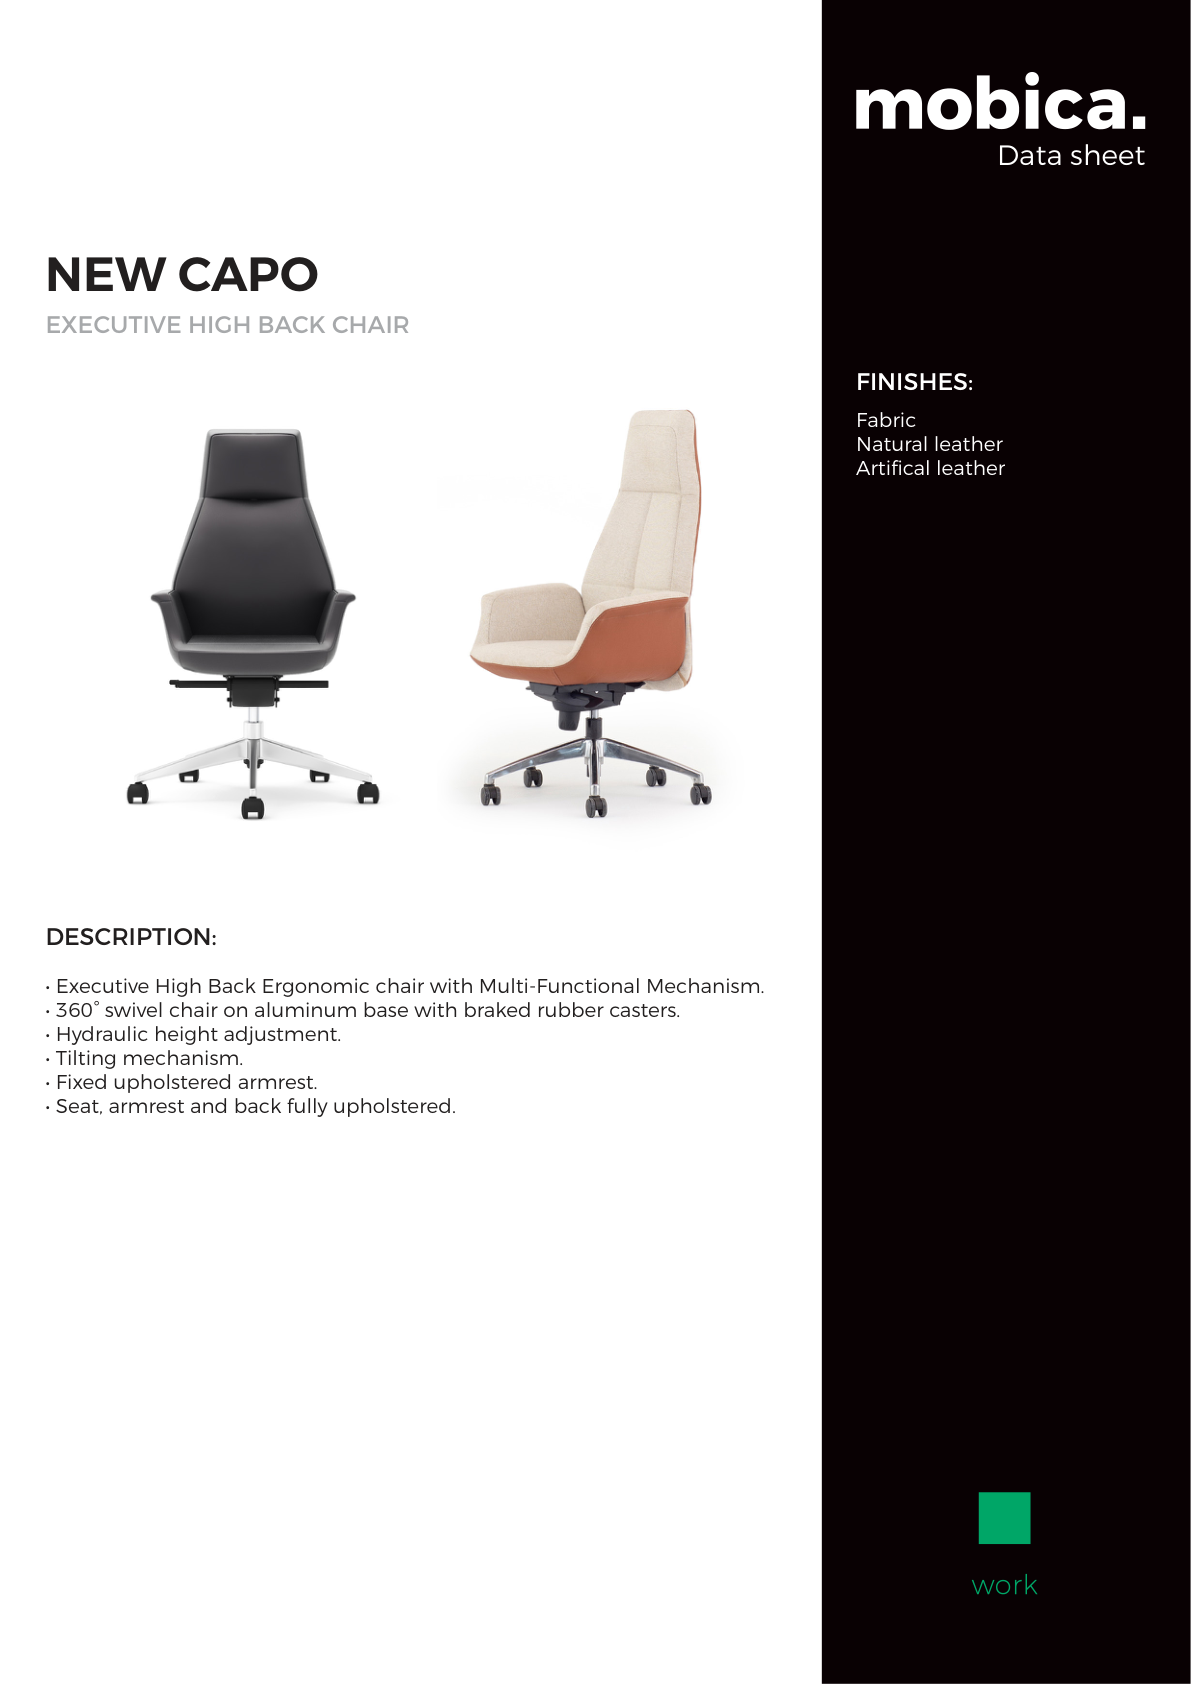 mobica.
Data sheet
NEW CAPO
EXECUTIVE HIGH BACK CHAIR
FINISHES:
Fabric
Natural leather
Artifical leather
DESCRIPTION:
• Executive High Back Ergonomic chair with Multi-Functional Mechanism.
• 360° swivel chair on aluminum base with braked rubber casters.
• Hydraulic height adjustment.
• Tilting mechanism.
• Fixed upholstered armrest.
• Seat, armrest and back fully upholstered.
work